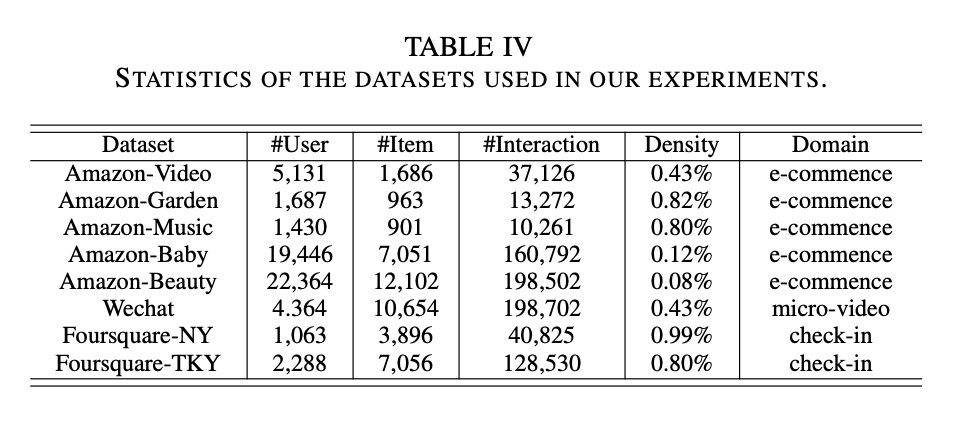 TABLE IV
STATISTICS OF THE DATASETS USED IN OUR EXPERIMENTS.
Dataset #User #Item #Interaction Density Domain
Amazon-Video 5,131 1,686 37,126 0.43% e-commence
Amazon-Garden 1,687 963 13,272 0.82% e-commence
Amazon-Music 1,430 901 10,261 0.80% e-commence
Amazon-Baby 19,446 7,051 160,792 0.12% e-commence
Amazon-Beauty 22,364 12,102 198,502 0.08% e-commence
Wechat 4.364 10,654 198,702 0.43% micro-video
Foursquare-NY 1,063 3,896 40,825 0.99% check-in
Foursquare-TKY 2,288 7,056 128,530 0.80% check-in